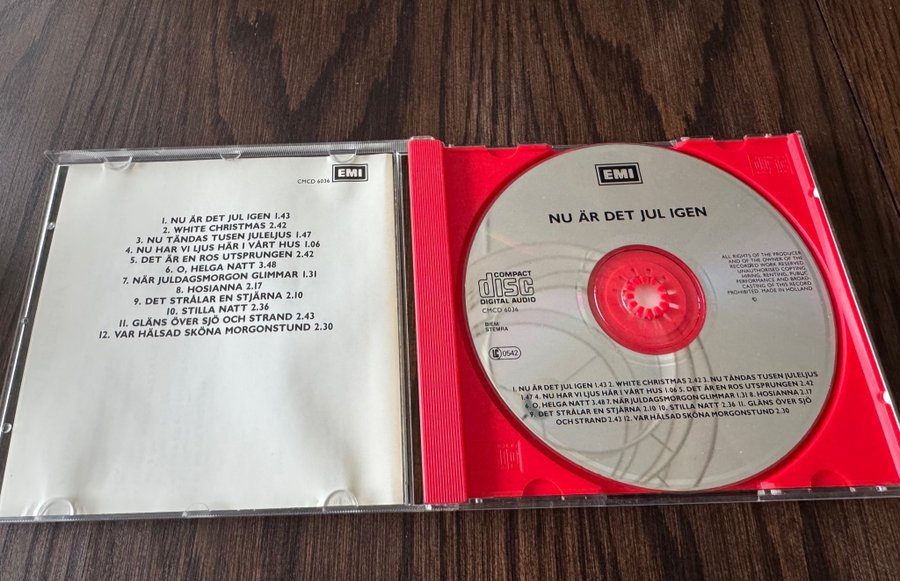 CMCD 6036 EMI
1. NU ÄR DET JUL IGEN 1.43
2. WHITE CHRISTMAS 2.42
3. NU TÄNDAS TUSEN JULELJUS 1.47
4. NU HAR VI LJUS HÄR I VÅRT HUS 1.06
5. DET ÄR EN ROS UTSPRUNGEN 2.42
6. O, HELGA NATT 3.48
7. NÄR JULDAGSMORGON GLIMMAR 1.31
8. HOSIANNA 2.17
9. DET STRÅLAR EN STJÄRNA 2.10
10. STILLA NATT 2.36
11. GLÄNS ÖVER SJÖ OCH STRAND 2.43
12. VAR HÄLSAD SKÖNA MORGONSTUND 2.30
EMI
NU ÄR DET JUL IGEN
ALL RIGHTS OF THE PRODUCER
AND OF THE OWNER OF THE
RECORDED WORK RESERVED.
UNAUTHORISED COPYING
HIRING, RENTING, PUBLIC
PERFORMANCE AND BROAD-
CASTING OF THIS RECORD
PROHIBITED. MADE IN HOLLAND
©
COMPACT
disc
DIGITAL AUDIO
CMCD 6036
BIEM/
STEMRA
LC 0542
1. NU ÄR DET JUL IGEN 1.43 2. WHITE CHRISTMAS 2.42 3. NU TÄNDAS TUSEN JULELJUS
1.47 4. NU HAR VI LJUS HÄR I VÅRT HUS 1.06 5. DET ÄR EN ROS UTSPRUNGEN 2.42
6. O, HELGA NATT 3.48 7. NÄR JULDAGSMORGON GLIMMAR 1.31 8. HOSIANNA 2.17
9. DET STRÅLAR EN STJÄRNA 2.10 10. STILLA NATT 2.36 11. GLÄNS ÖVER SJÖ
OCH STRAND 2.43 12. VAR HÄLSAD SKÖNA MORGONSTUND 2.30